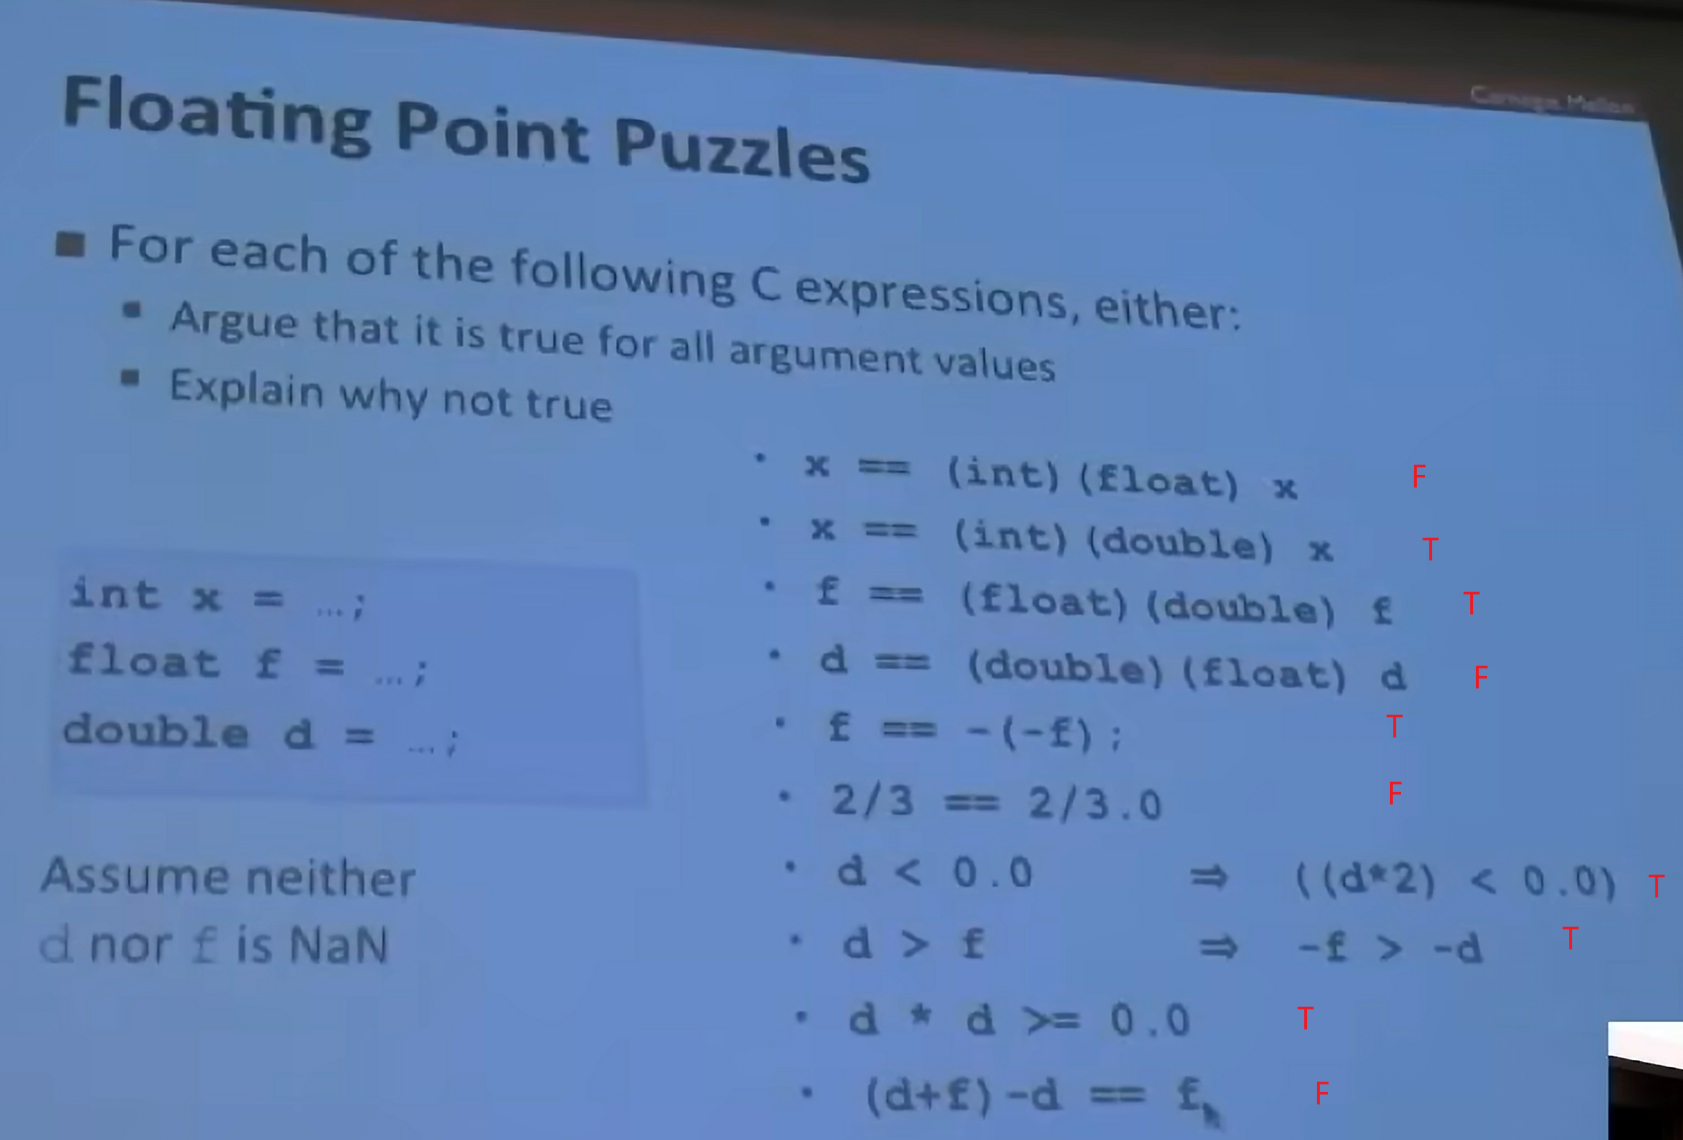 Carnegie Mellon
Floating Point Puzzles
■ For each of the following C expressions, either:
▪ Argue that it is true for all argument values
▪ Explain why not true
• x == (int)(float) x F
• x == (int)(double) x T
• f == (float)(double) f T
• d == (double)(float) d F
• f == -(-f); T
• 2/3 == 2/3.0 F
• d < 0.0 ⇒ ((d*2) < 0.0) T
• d > f ⇒ -f > -d T
• d * d >= 0.0 T
• (d+f)-d == f F
int x = …;
float f = …;
double d = …;
Assume neither
d nor f is NaN